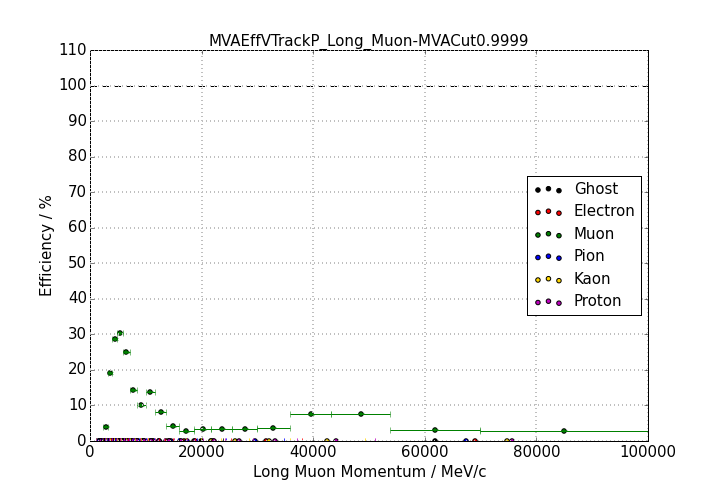 MVAEffVTrackP_Long_Muon-MVACut0.9999
110
100
90
80
70
60
50
40
30
20
10
0
Efficiency / %
Ghost
Electron
Muon
Pion
Kaon
Proton
0 20000 40000 60000 80000 100000
Long Muon Momentum / MeV/c